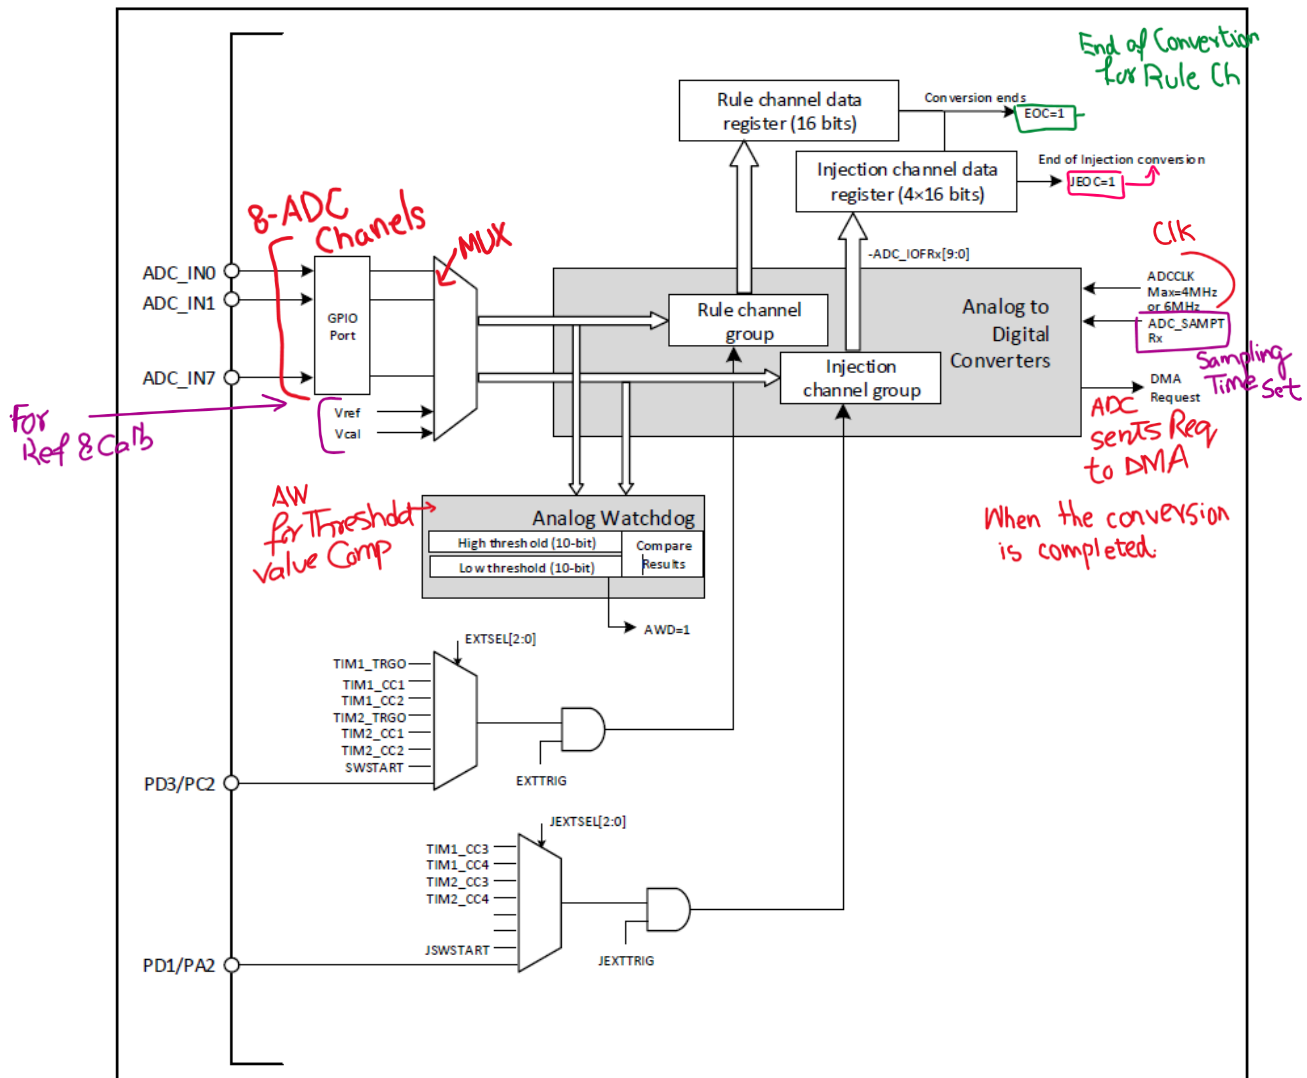 End of Convertion
for Rule Ch
Rule channel data
register (16 bits)
Conversion ends
EOC=1
Injection channel data
register (4×16 bits)
End of Injection conversion
JEOC=1
8-ADC
Chanels
MUX
-ADC_IOFRx[9:0]
Clk
ADC_IN0
ADC_IN1
ADC_IN7
GPIO
Port
Rule channel
group
Injection
channel group
Analog to
Digital
Converters
ADCCLK
Max=4MHz
or 6MHz
ADC_SAMPT
Rx
Sampling
Time Set
DMA
Request
Vref
Vcal
For
Ref & Calb
ADC
sents Req
to DMA
When the conversion
is completed.
AW
for Threshold
value Comp
Analog Watchdog
High threshold (10-bit)
Low threshold (10-bit)
Compare
Results
AWD=1
EXTSEL[2:0]
TIM1_TRGO
TIM1_CC1
TIM1_CC2
TIM2_TRGO
TIM2_CC1
TIM2_CC2
SWSTART
PD3/PC2
EXTTRIG
JEXTSEL[2:0]
TIM1_CC3
TIM1_CC4
TIM2_CC3
TIM2_CC4
JSWSTART
PD1/PA2
JEXTTRIG